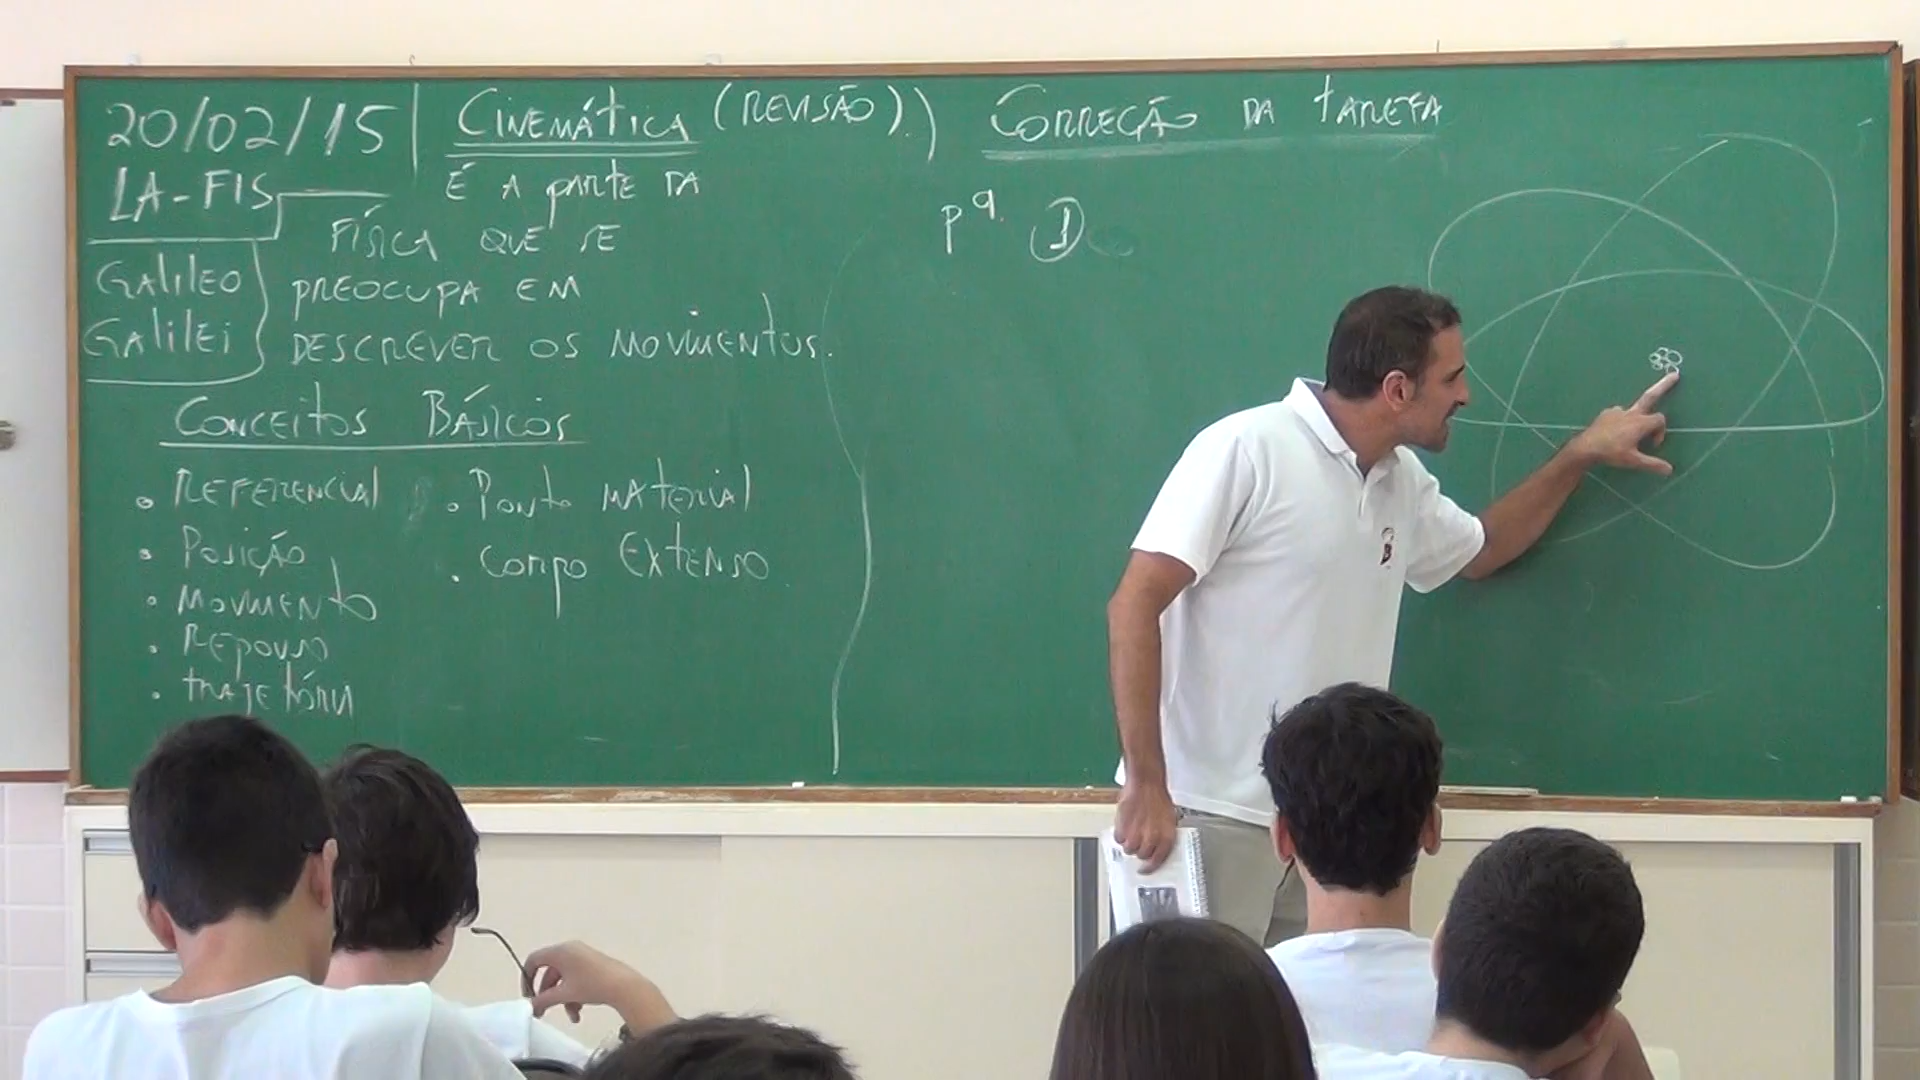 20/02/15
LA-FIS
GALILEO
GALILEI
CINEMÁTICA (REVISÃO)
É A PARTE DA
FÍSICA QUE SE
PREOCUPA EM
DESCREVER OS MOVIMENTOS.
CONCEITOS BÁSICOS
• REFERENCIAL
• POSIÇÃO
• MOVIMENTO
• REPOUSO
• TRAJETÓRIA
• PONTO MATERIAL
• CORPO EXTENSO
CORREÇÃO DA TAREFA
pg. 1